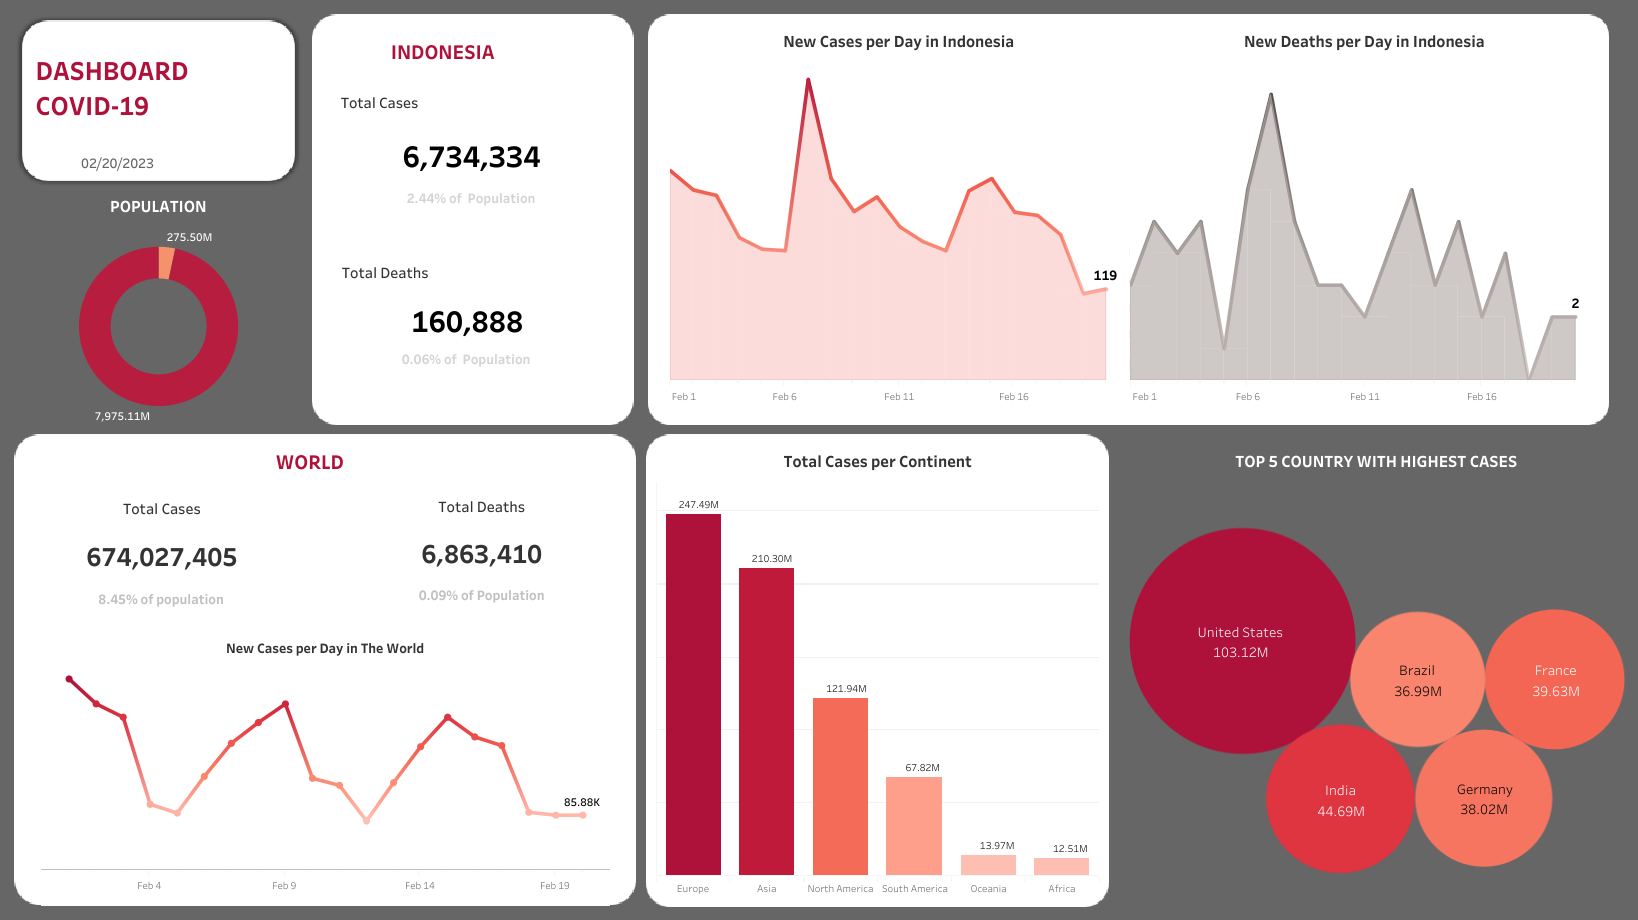 DASHBOARD
COVID-19
02/20/2023
POPULATION
275.50M
7,975.11M
INDONESIA
Total Cases
6,734,334
2.44% of Population
Total Deaths
160,888
0.06% of Population
New Cases per Day in Indonesia
119
Feb 1
Feb 6
Feb 11
Feb 16
New Deaths per Day in Indonesia
2
Feb 1
Feb 6
Feb 11
Feb 16
WORLD
Total Cases
674,027,405
8.45% of population
Total Deaths
6,863,410
0.09% of Population
New Cases per Day in The World
85.88K
Feb 4
Feb 9
Feb 14
Feb 19
Total Cases per Continent
247.49M
210.30M
121.94M
67.82M
13.97M
12.51M
Europe
Asia
North America
South America
Oceania
Africa
TOP 5 COUNTRY WITH HIGHEST CASES
United States
103.12M
Brazil
36.99M
France
39.63M
India
44.69M
Germany
38.02M